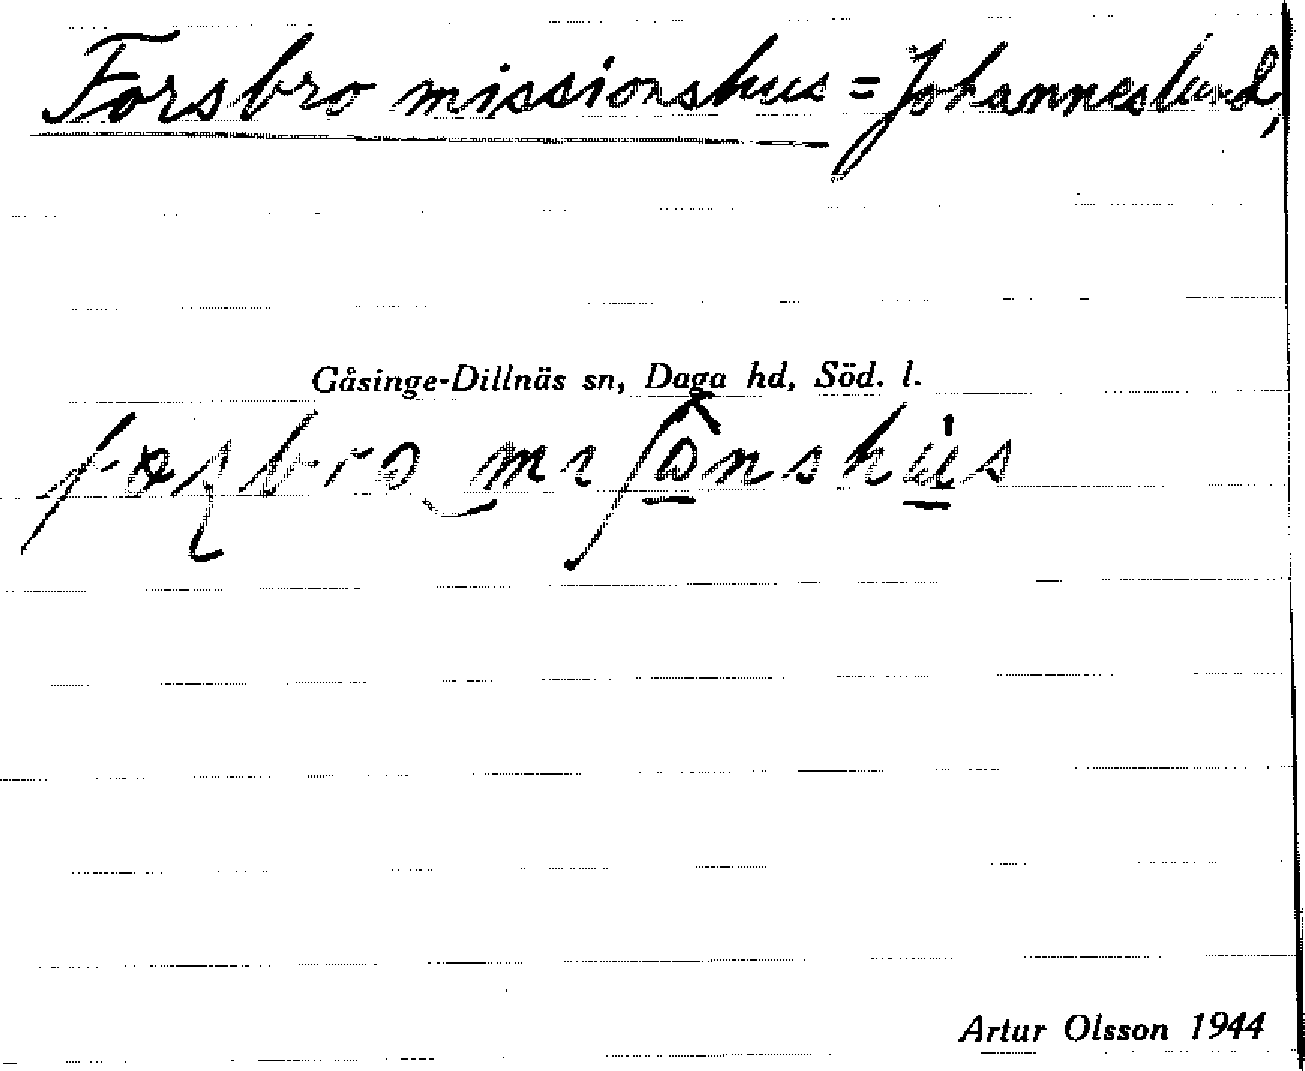 Forsbro missionshus = Johanneslund,
Gåsinge-Dillnäs sn, Daga hd, Söd. l.
Artur Olsson 1944